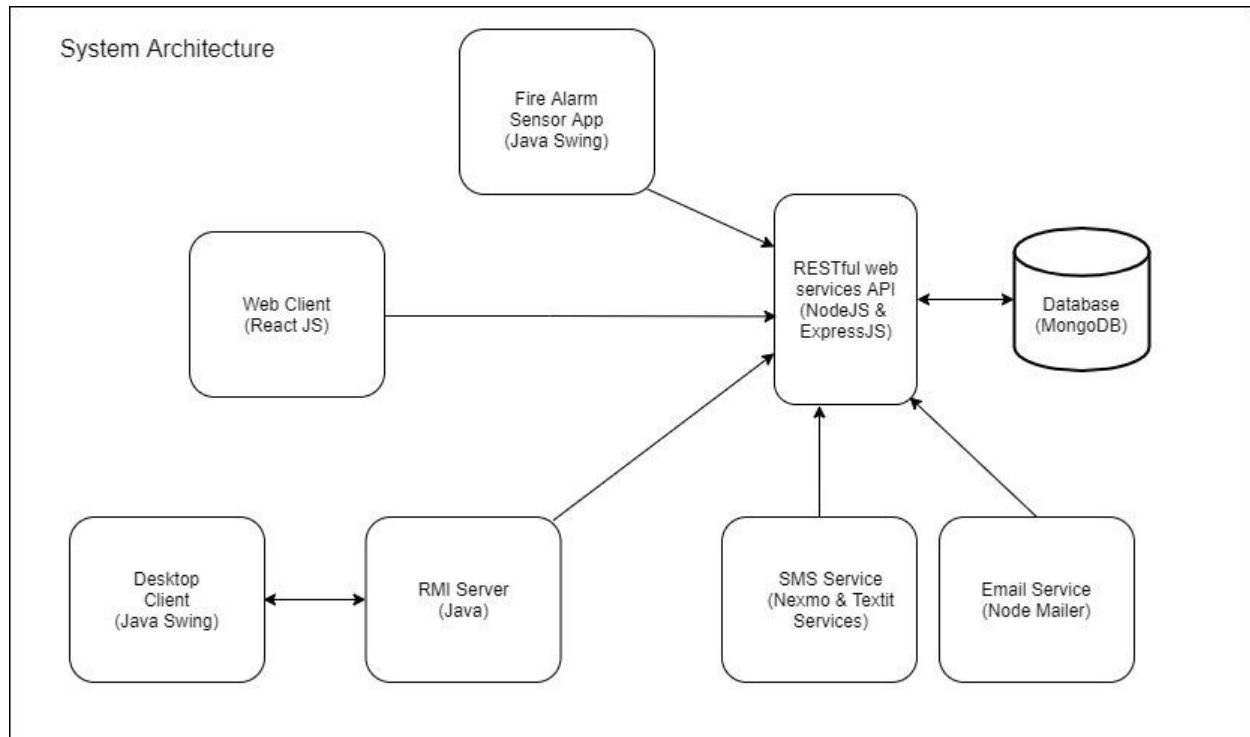 System Architecture
Fire Alarm
Sensor App
(Java Swing)
RESTful web
services API
(NodeJS &
ExpressJS)
Database
(MongoDB)
Web Client
(React JS)
Desktop
Client
(Java Swing)
RMI Server
(Java)
SMS Service
(Nexmo & Textit
Services)
Email Service
(Node Mailer)